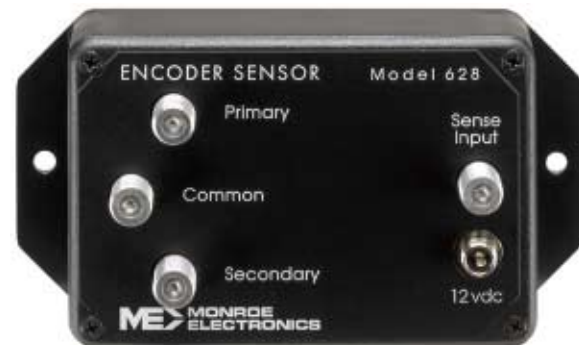 ENCODER SENSOR Model 628
Primary
Sense
Input
Common
Secondary
12vdc
ME MONROE
ELECTRONICS